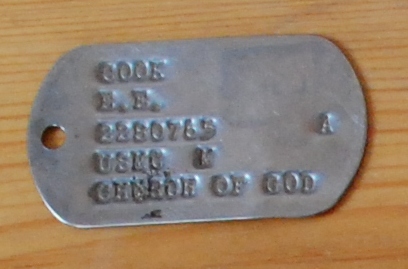 COOK
E.E.
2280765 A
USMC M
CHURCH OF GOD